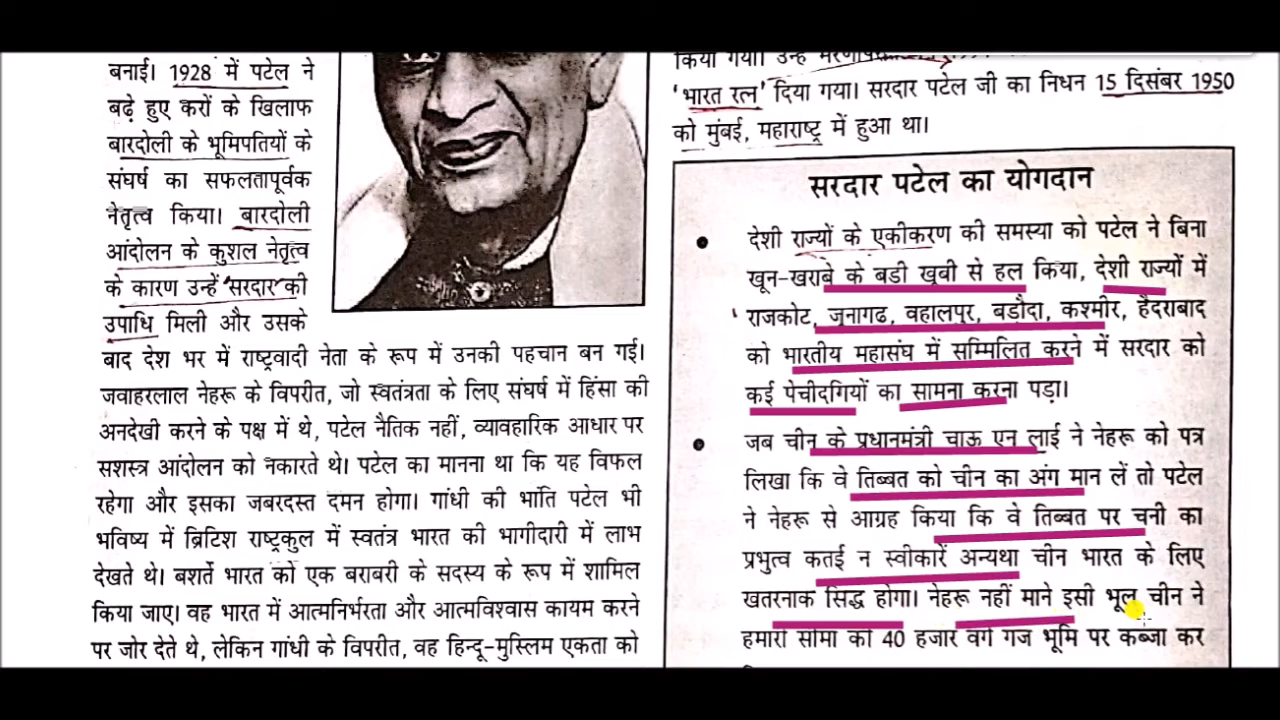 बनाई। 1928 में पटेल ने
बढ़े हुए करों के खिलाफ
बारदोली के भूमिपतियों के
संघर्ष का सफलतापूर्वक
नेतृत्व किया। बारदोली
आंदोलन के कुशल नेतृत्व
के कारण उन्हें 'सरदार' की
उपाधि मिली और उसके
बाद देश भर में राष्ट्रवादी नेता के रूप में उनकी पहचान बन गई।
जवाहरलाल नेहरू के विपरीत, जो स्वतंत्रता के लिए संघर्ष में हिंसा की
अनदेखी करने के पक्ष में थे, पटेल नैतिक नहीं, व्यावहारिक आधार पर
सशस्त्र आंदोलन को नकारते थे। पटेल का मानना था कि यह विफल
रहेगा और इसका जबरदस्त दमन होगा। गांधी की भांति पटेल भी
भविष्य में ब्रिटिश राष्ट्रकुल में स्वतंत्र भारत की भागीदारी में लाभ
देखते थे। बशर्ते भारत को एक बराबरी के सदस्य के रूप में शामिल
किया जाए। वह भारत में आत्मनिर्भरता और आत्मविश्वास कायम करने
पर जोर देते थे, लेकिन गांधी के विपरीत, वह हिन्दू-मुस्लिम एकता को
किया गया। उन्हें
'भारत रत्न' दिया गया। सरदार पटेल जी का निधन 15 दिसंबर 1950
को मुंबई, महाराष्ट्र में हुआ था।
सरदार पटेल का योगदान
• देशी राज्यों के एकीकरण की समस्या को पटेल ने बिना
खून-खराबे के बडी खूबी से हल किया, देशी राज्यों में
राजकोट, जूनागढ, वहालपुर, बड़ौदा, कश्मीर, हैदराबाद
को भारतीय महासंघ में सम्मिलित करने में सरदार को
कई पेचीदगियों का सामना करना पड़ा।
• जब चीन के प्रधानमंत्री चाऊ एन लाई ने नेहरू को पत्र
लिखा कि वे तिब्बत को चीन का अंग मान लें तो पटेल
ने नेहरू से आग्रह किया कि वे तिब्बत पर चनी का
प्रभुत्व कतई न स्वीकारें अन्यथा चीन भारत के लिए
खतरनाक सिद्ध होगा। नेहरू नहीं माने इसी भूल चीन ने
हमारी सीमा की 40 हजार वर्ग गज भूमि पर कब्जा कर